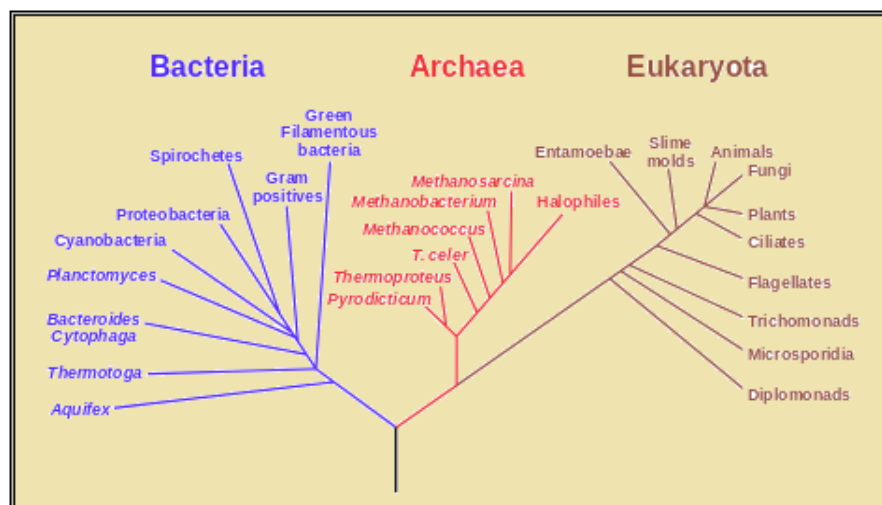 Bacteria
Archaea
Eukaryota
Green
Filamentous
bacteria
Spirochetes
Gram
positives
Proteobacteria
Cyanobacteria
Planctomyces
Bacteroides
Cytophaga
Thermotoga
Aquifex
Methanosarcina
Methanobacterium
Halophiles
Methanococcus
T. celer
Thermoproteus
Pyrodicticum
Entamoebae
Slime
molds
Animals
Fungi
Plants
Ciliates
Flagellates
Trichomonads
Microsporidia
Diplomonads